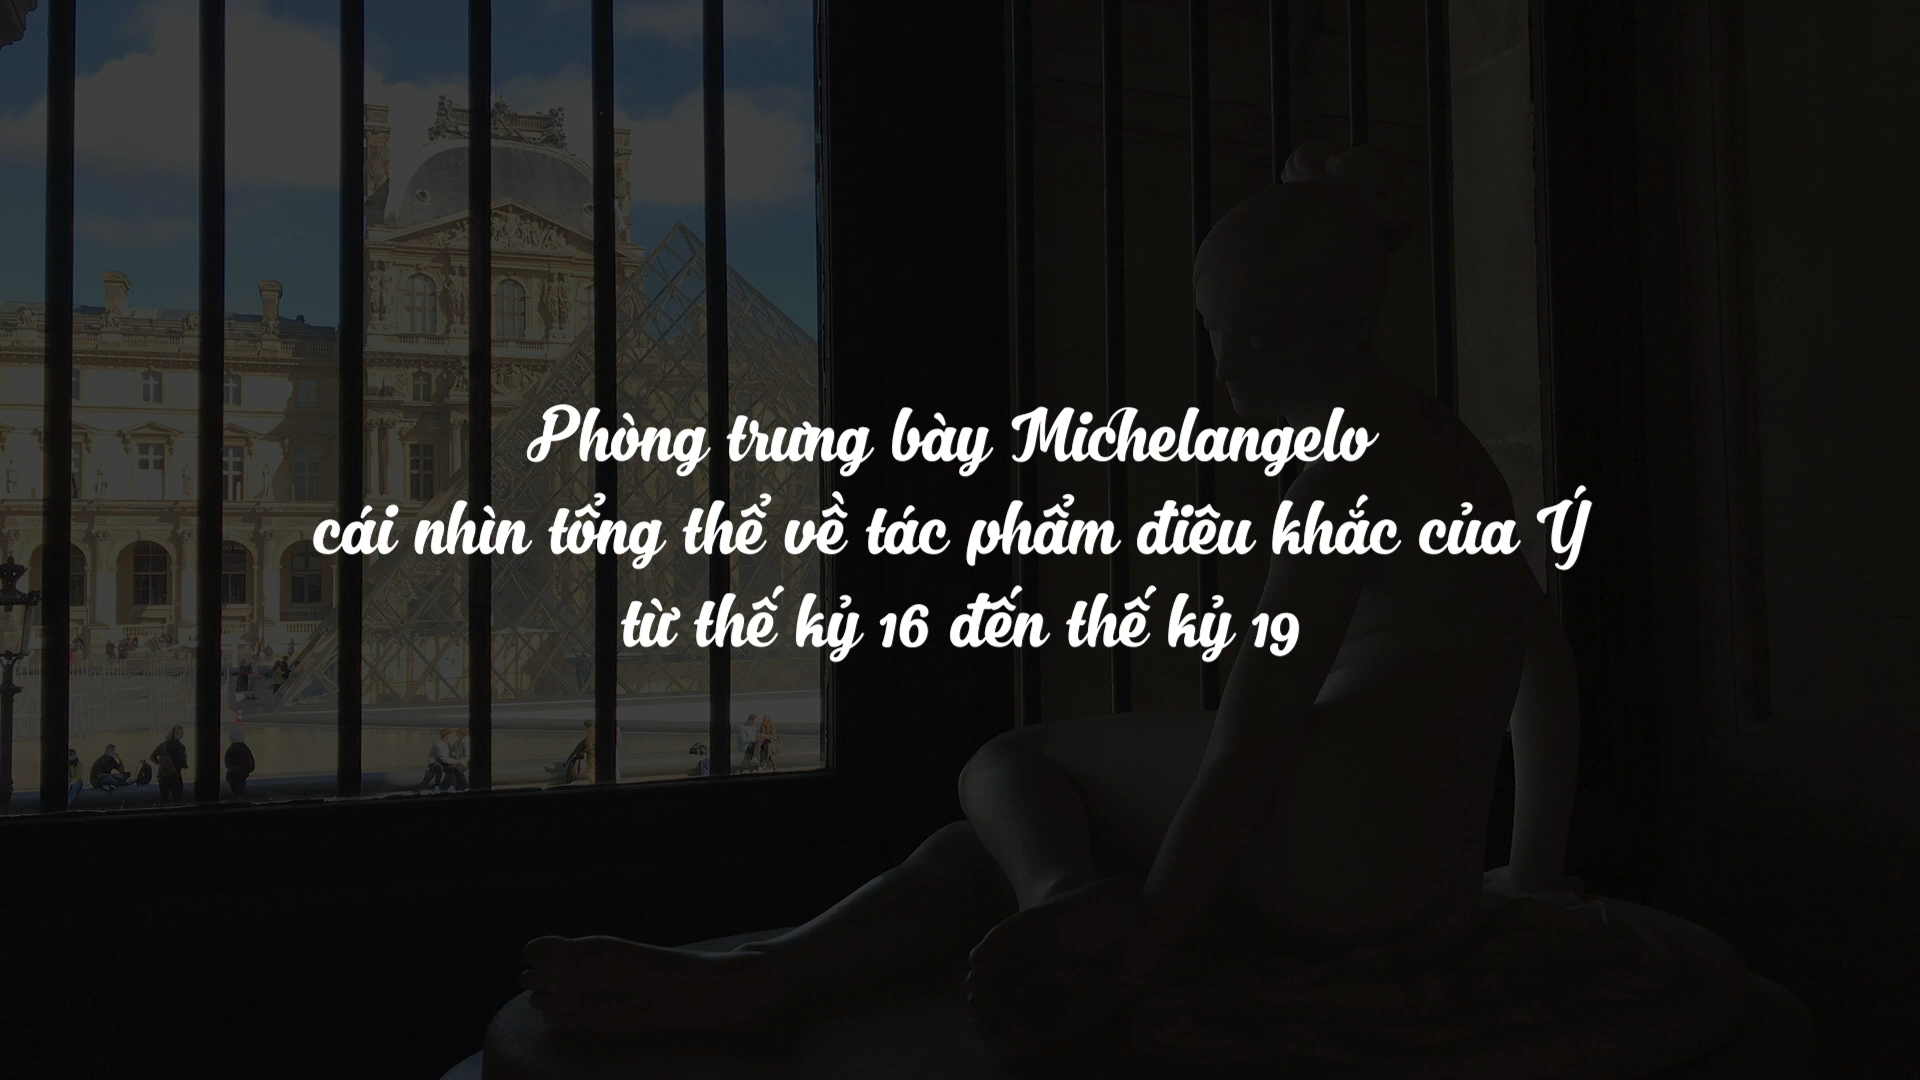 Phòng trưng bày Michelangelo
cái nhìn tổng thể về tác phẩm điêu khắc của Ý
từ thế kỷ 16 đến thế kỷ 19